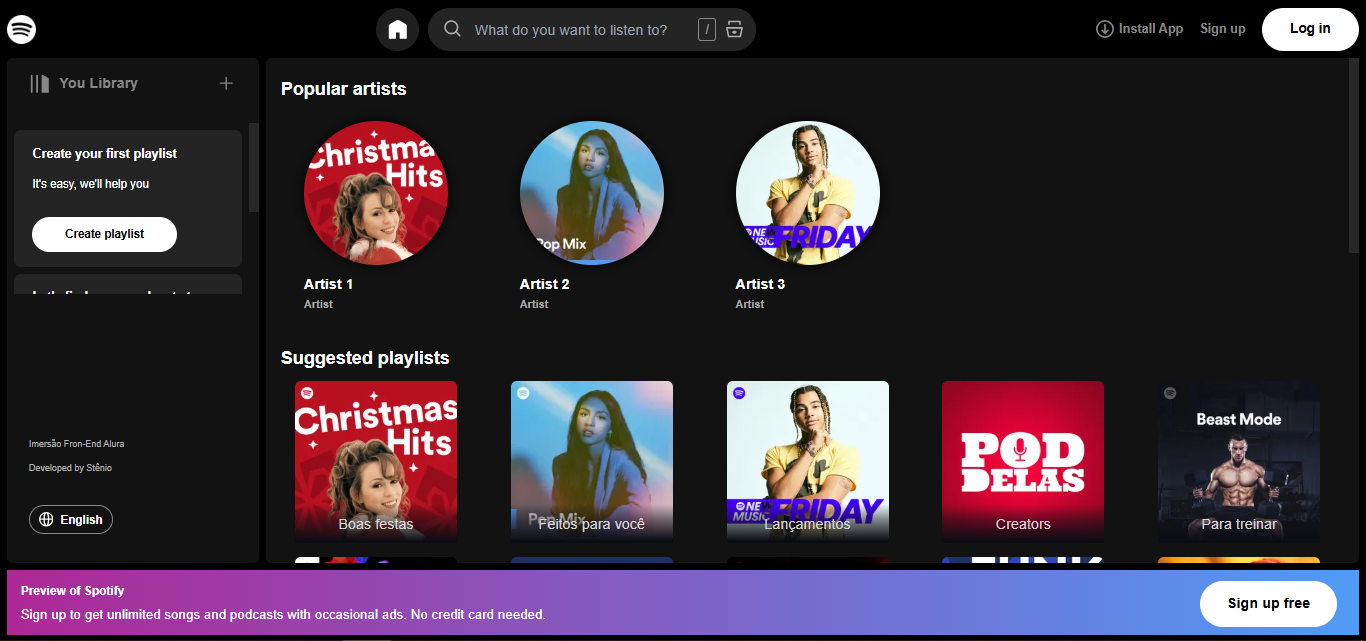 What do you want to listen to?
/
Install App
Sign up
Log in
You Library
Create your first playlist
It's easy, we'll help you
Create playlist
Imersão Fron-End Alura
Developed by Stênio
English
Popular artists
Christmas
Hits
Pop Mix
NEW
MUSIC
FRIDAY
Artist 1
Artist
Artist 2
Artist
Artist 3
Artist
Suggested playlists
Christmas
Hits
Boas festas
Pop Mix
Feitos para você
NEW
MUSIC
FRIDAY
Lançamentos
POD
DELAS
Creators
Beast Mode
Para treinar
Preview of Spotify
Sign up to get unlimited songs and podcasts with occasional ads. No credit card needed.
Sign up free